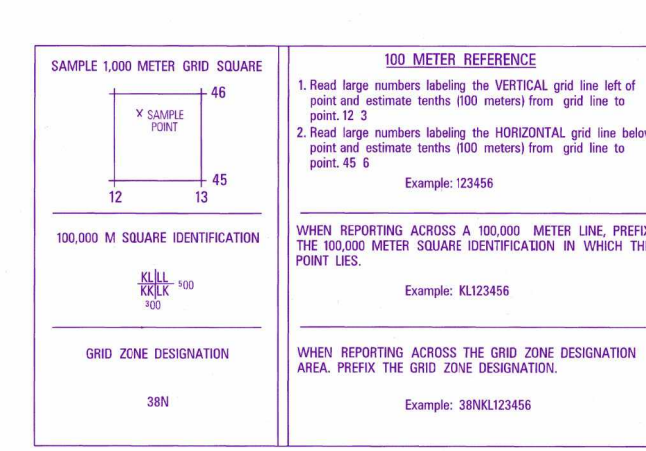 SAMPLE 1,000 METER GRID SQUARE
46
X SAMPLE
POINT
45
12 13
100,000 M SQUARE IDENTIFICATION
KL LL
KK LK 500
300
GRID ZONE DESIGNATION
38N
100 METER REFERENCE
1. Read large numbers labeling the VERTICAL grid line left of
point and estimate tenths (100 meters) from grid line to
point. 12 3
2. Read large numbers labeling the HORIZONTAL grid line below
point and estimate tenths (100 meters) from grid line to
point. 45 6
Example: 123456
WHEN REPORTING ACROSS A 100,000 METER LINE, PREFIX
THE 100,000 METER SQUARE IDENTIFICATION IN WHICH THE
POINT LIES.
Example: KL123456
WHEN REPORTING ACROSS THE GRID ZONE DESIGNATION
AREA. PREFIX THE GRID ZONE DESIGNATION.
Example: 38NKL123456